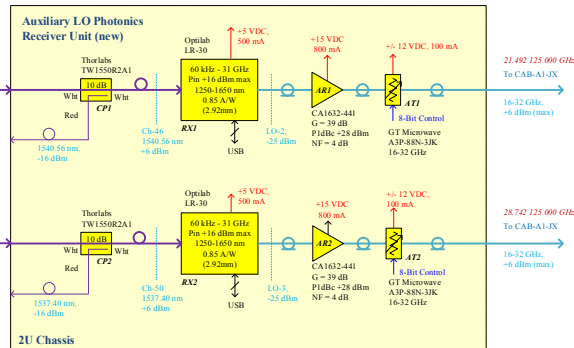 Auxiliary LO Photonics
Receiver Unit (new)
Thorlabs
TW1550R2A1
10 dB
Wht
Wht
CP1
Red
1540.56 nm,
-16 dBm
Ch-46
1540.56 nm
+6 dBm
Optilab
LR-30
+5 VDC,
500 mA
60 kHz - 31 GHz
Pin +16 dBm max
1250-1650 nm
0.85 A/W
(2.92mm)
RX1
USB
LO-2,
-25 dBm
+15 VDC
800 mA
AR1
CA1632-441
G = 39 dB
P1dBc +28 dBm
NF = 4 dB
+/- 12 VDC, 100 mA
AT1
8-Bit Control
GT Microwave
A3P-88N-3JK
16-32 GHz
21.492 125 000 GHz
To CAB-A1-JX
16-32 GHz,
+6 dBm (max)
Thorlabs
TW1550R2A1
10 dB
Wht
Wht
CP2
Red
1537.40 nm,
-16 dBm
Ch-50
1537.40 nm
+6 dBm
Optilab
LR-30
+5 VDC,
500 mA
60 kHz - 31 GHz
Pin +16 dBm max
1250-1650 nm
0.85 A/W
(2.92mm)
RX2
USB
LO-3,
-25 dBm
+15 VDC
800 mA
AR2
CA1632-441
G = 39 dB
P1dBc +28 dBm
NF = 4 dB
+/- 12 VDC,
100 mA
AT2
8-Bit Control
GT Microwave
A3P-88N-3JK
16-32 GHz
28.742 125 000 GHz
To CAB-A1-JX
16-32 GHz,
+6 dBm (max)
2U Chassis